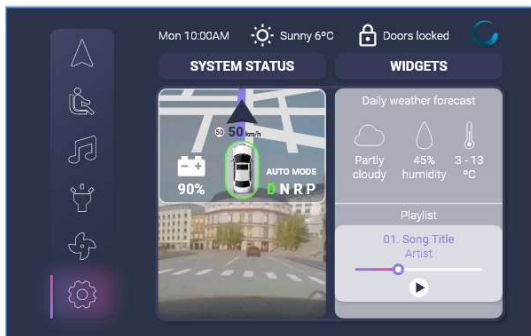 Mon 10:00AM Sunny 6ºC Doors locked
SYSTEM STATUS
WIDGETS
50 50 km/h
90%
AUTO MODE
D N R P
Daily weather forecast
Partly cloudy
45% humidity
3 - 13 ºC
Playlist
01. Song Title
Artist